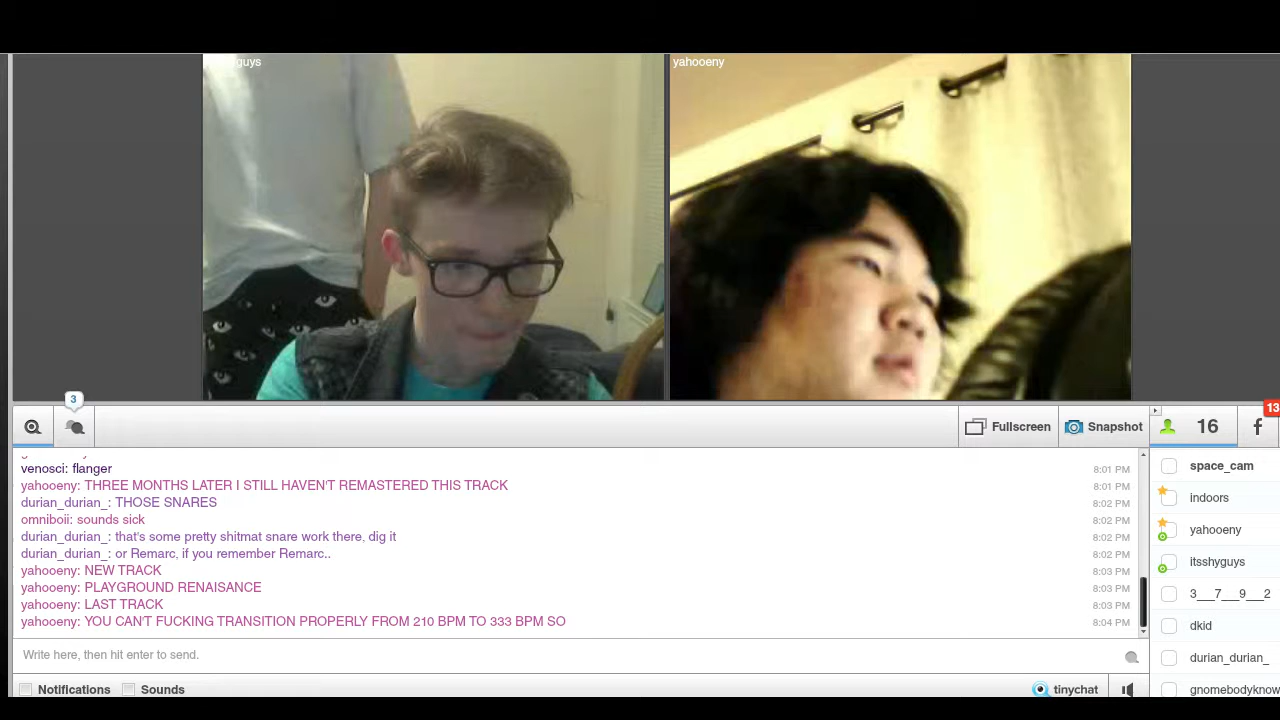 guys
yahooeny
3
Fullscreen
Snapshot
16
13
f
venosci: flanger 8:01 PM
yahooeny: THREE MONTHS LATER I STILL HAVEN'T REMASTERED THIS TRACK 8:01 PM
durian_durian_: THOSE SNARES 8:02 PM
omniboii: sounds sick 8:02 PM
durian_durian_: that's some pretty shitmat snare work there, dig it 8:02 PM
durian_durian_: or Remarc, if you remember Remarc.. 8:02 PM
yahooeny: NEW TRACK 8:03 PM
yahooeny: PLAYGROUND RENAISANCE 8:03 PM
yahooeny: LAST TRACK 8:03 PM
yahooeny: YOU CAN'T FUCKING TRANSITION PROPERLY FROM 210 BPM TO 333 BPM SO 8:04 PM
space_cam
indoors
yahooeny
itsshyguys
3__7__9__2
dkid
durian_durian_
gnomebodyknow
Write here, then hit enter to send.
Notifications
Sounds
tinychat